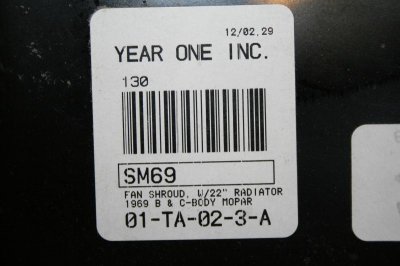 12/02.29
YEAR ONE INC.
130
SM69
FAN SHROUD, W/22" RADIATOR
1969 B & C-BODY MOPAR
01-TA-02-3-A